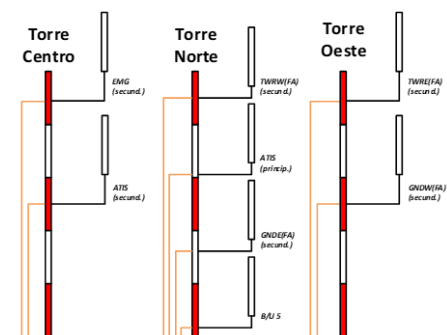 Torre
Centro
EMG
(secund.)
ATIS
(secund.)
Torre
Norte
TWRW(FA)
(secund.)
ATIS
(princip.)
GNDE(FA)
(secund.)
B/U 5
Torre
Oeste
TWRE(FA)
(secund.)
GNDW(FA)
(secund.)